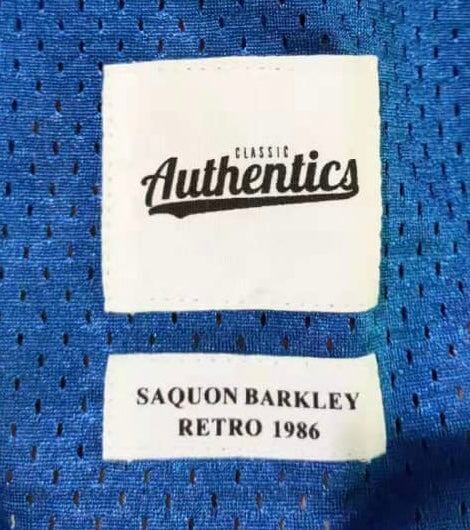 CLASSIC
Authentics
SAQUON BARKLEY
RETRO 1986